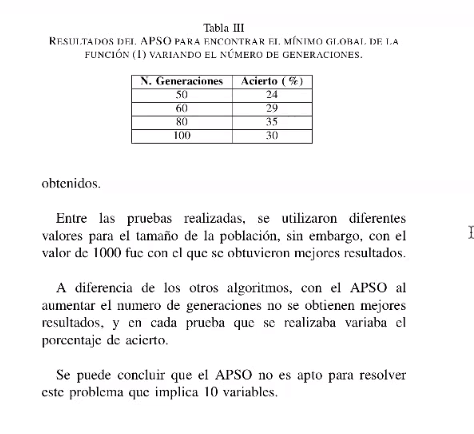 Tabla III
RESULTADOS DEL APSO PARA ENCONTRAR EL MÍNIMO GLOBAL DE LA
FUNCIÓN (1) VARIANDO EL NÚMERO DE GENERACIONES.
N. Generaciones Acierto (%)
50 24
60 29
80 35
100 30
obtenidos.
Entre las pruebas realizadas, se utilizaron diferentes
valores para el tamaño de la población, sin embargo, con el
valor de 1000 fue con el que se obtuvieron mejores resultados.
A diferencia de los otros algoritmos, con el APSO al
aumentar el numero de generaciones no se obtienen mejores
resultados, y en cada prueba que se realizaba variaba el
porcentaje de acierto.
Se puede concluir que el APSO no es apto para resolver
este problema que implica 10 variables.